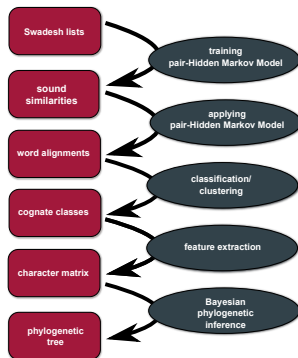 Swadesh lists
training
pair-Hidden Markov Model
sound
similarities
applying
pair-Hidden Markov Model
word alignments
classification/
clustering
cognate classes
feature extraction
character matrix
Bayesian
phylogenetic
inference
phylogenetic
tree